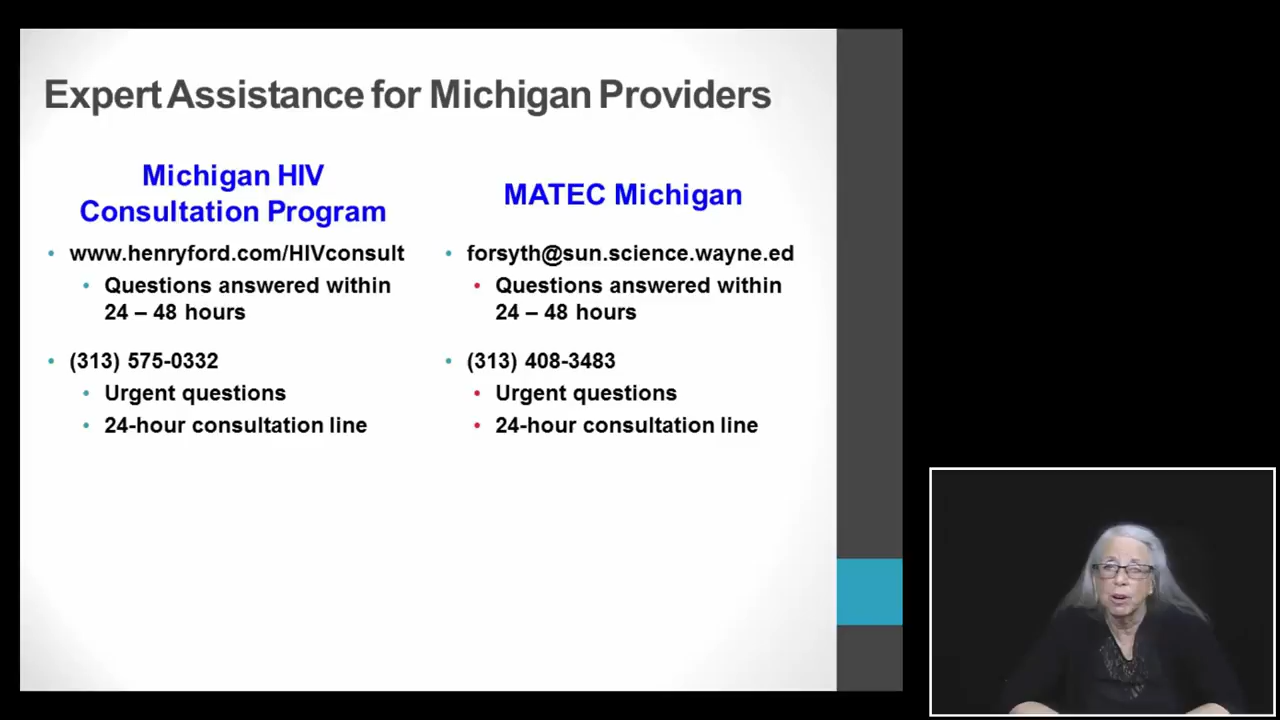 Expert Assistance for Michigan Providers
Michigan HIV
Consultation Program
• www.henryford.com/HIVconsult
• Questions answered within
24 – 48 hours
• (313) 575-0332
• Urgent questions
• 24-hour consultation line
MATEC Michigan
• forsyth@sun.science.wayne.ed
• Questions answered within
24 – 48 hours
• (313) 408-3483
• Urgent questions
• 24-hour consultation line